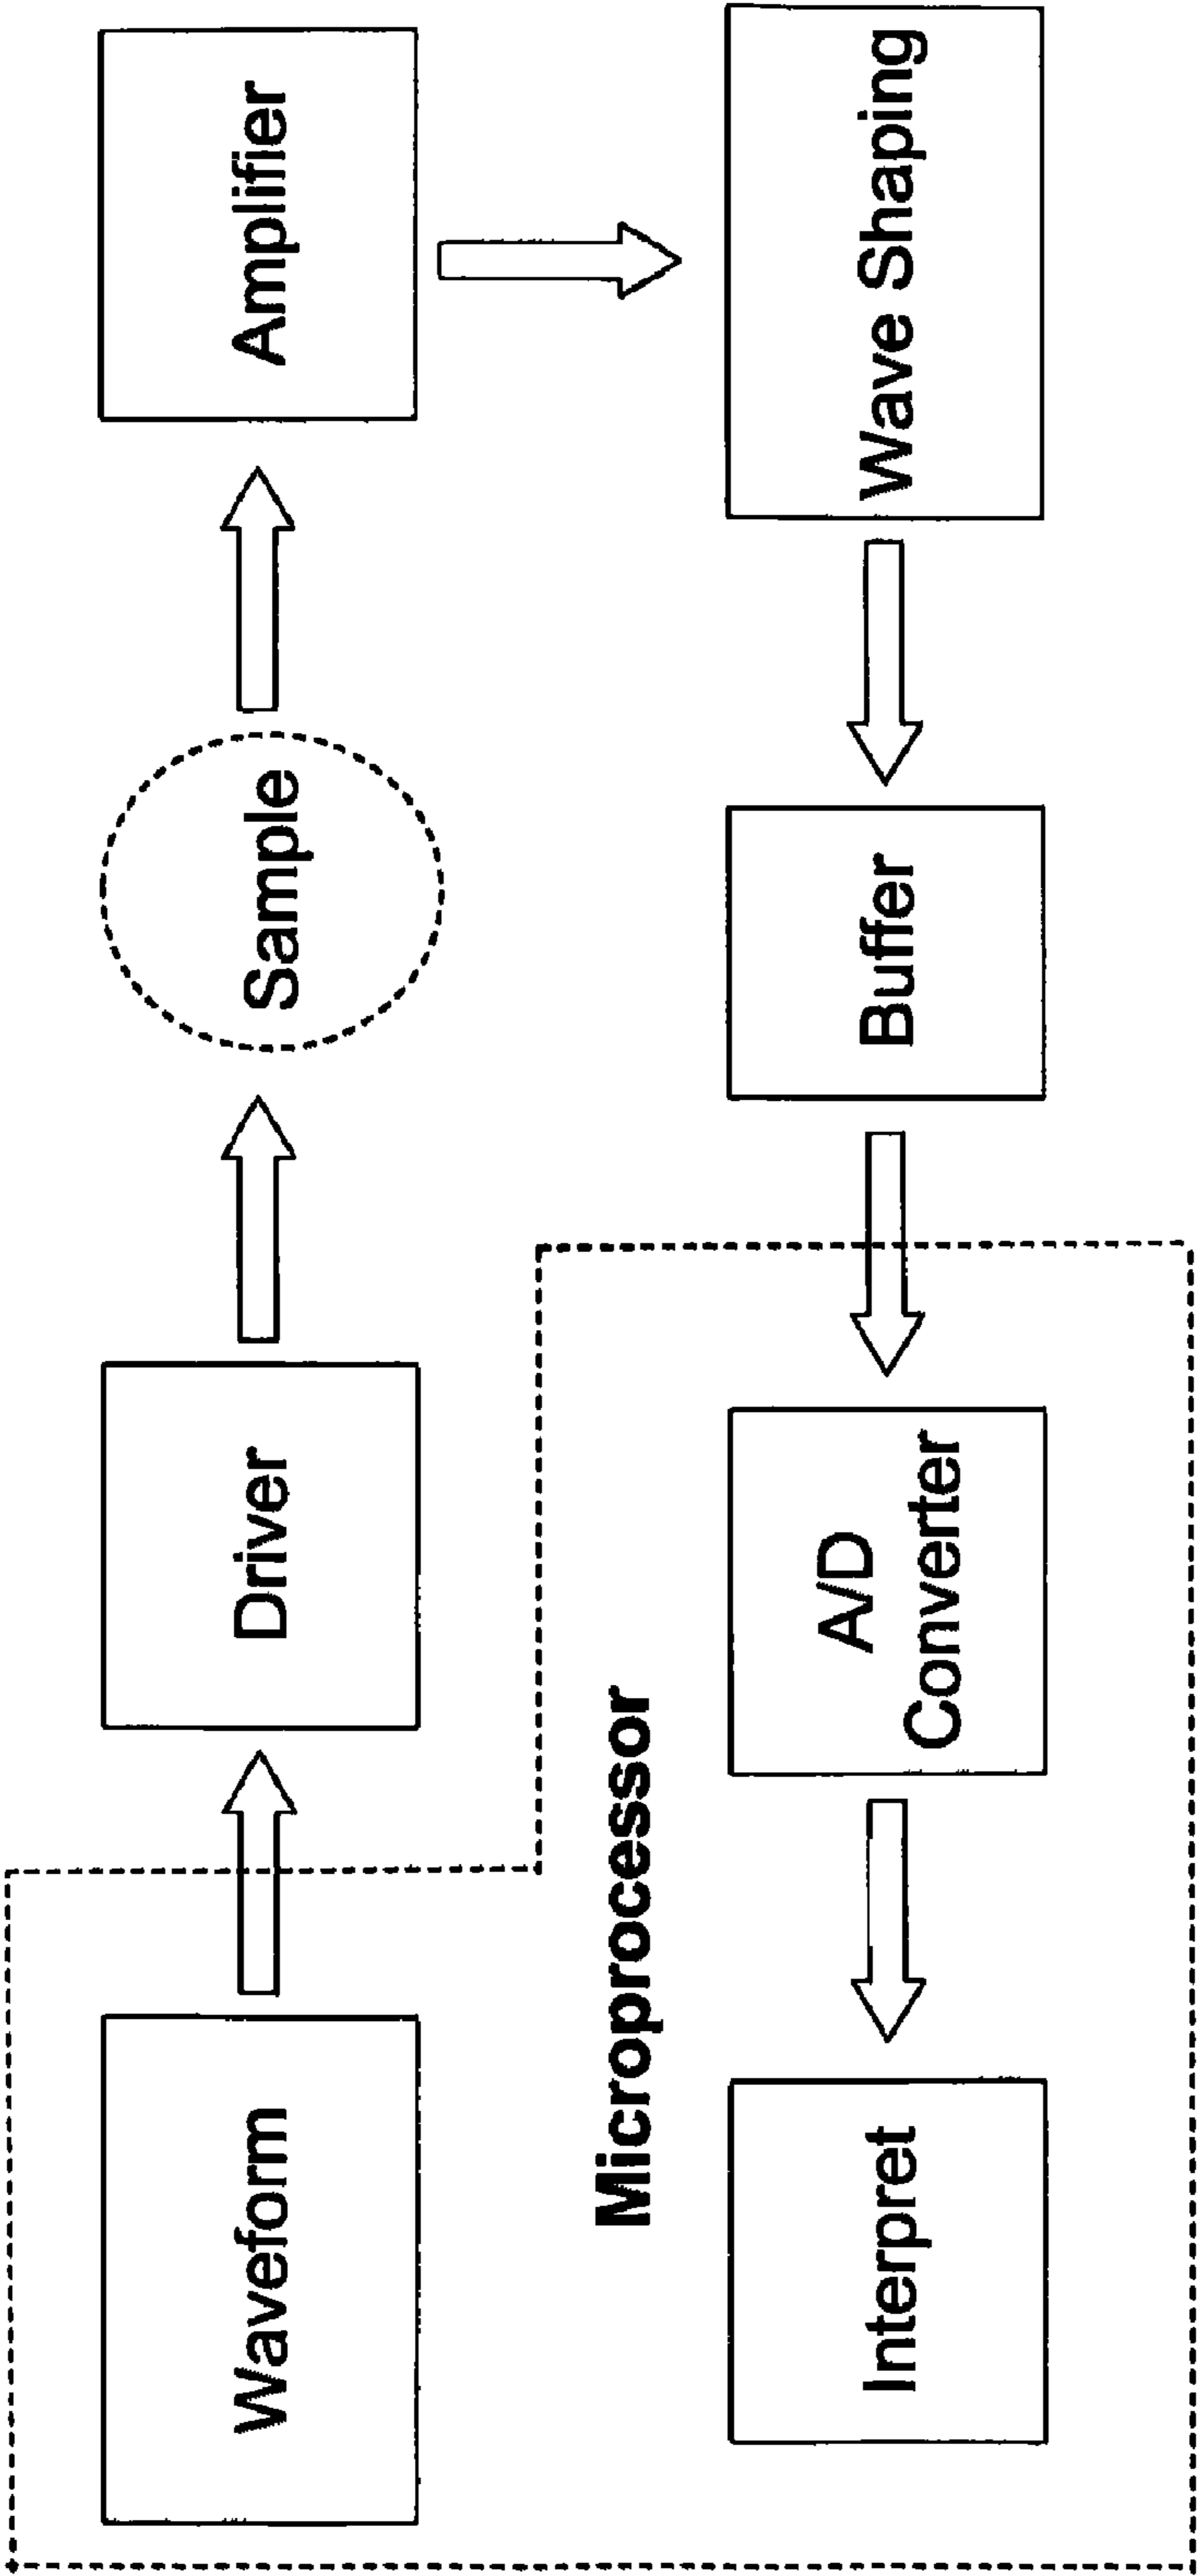 Waveform
Driver
Sample
Amplifier
Microprocessor
Interpret
A/D
Converter
Buffer
Wave Shaping